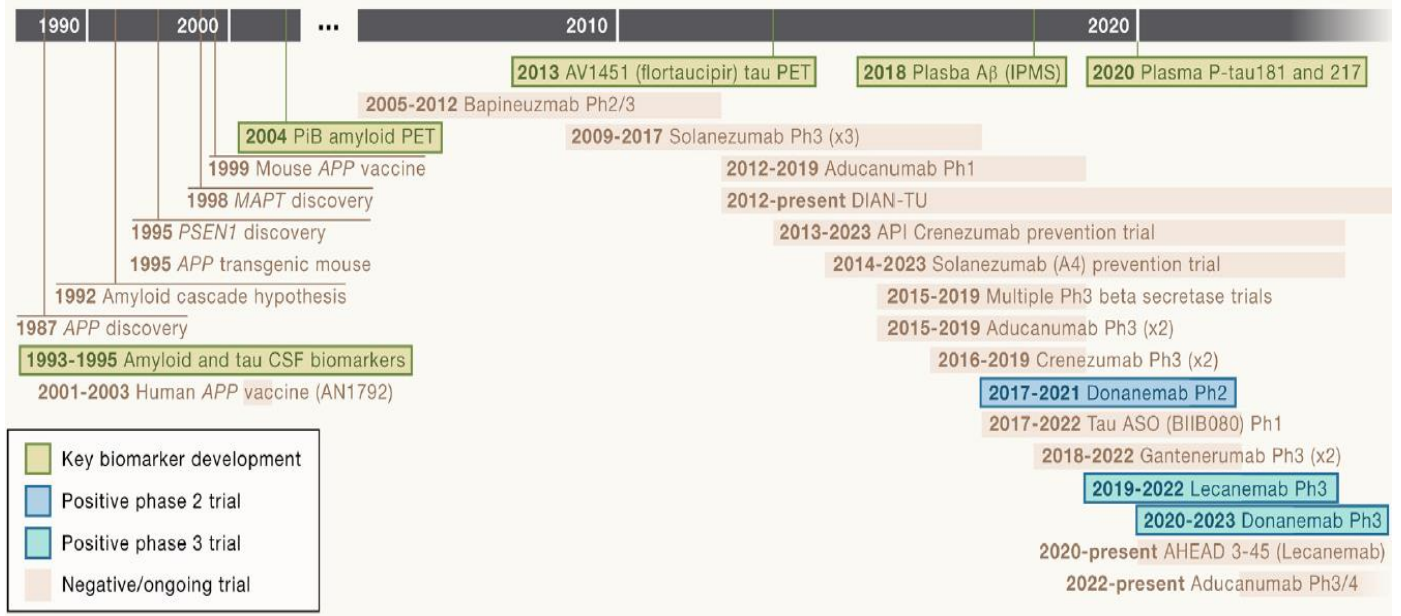 1990 2000 ... 2010 2020
2013 AV1451 (flortaucipir) tau PET
2018 Plasba Aβ (IPMS)
2020 Plasma P-tau181 and 217
2005-2012 Bapineuzmab Ph2/3
2004 PiB amyloid PET
2009-2017 Solanezumab Ph3 (x3)
1999 Mouse APP vaccine
2012-2019 Aducanumab Ph1
1998 MAPT discovery
2012-present DIAN-TU
1995 PSEN1 discovery
2013-2023 API Crenezumab prevention trial
1995 APP transgenic mouse
2014-2023 Solanezumab (A4) prevention trial
1992 Amyloid cascade hypothesis
2015-2019 Multiple Ph3 beta secretase trials
1987 APP discovery
2015-2019 Aducanumab Ph3 (x2)
1993-1995 Amyloid and tau CSF biomarkers
2016-2019 Crenezumab Ph3 (x2)
2001-2003 Human APP vaccine (AN1792)
2017-2021 Donanemab Ph2
2017-2022 Tau ASO (BIIB080) Ph1
2018-2022 Gantenerumab Ph3 (x2)
2019-2022 Lecanemab Ph3
2020-2023 Donanemab Ph3
2020-present AHEAD 3-45 (Lecanemab)
2022-present Aducanumab Ph3/4
Key biomarker development
Positive phase 2 trial
Positive phase 3 trial
Negative/ongoing trial